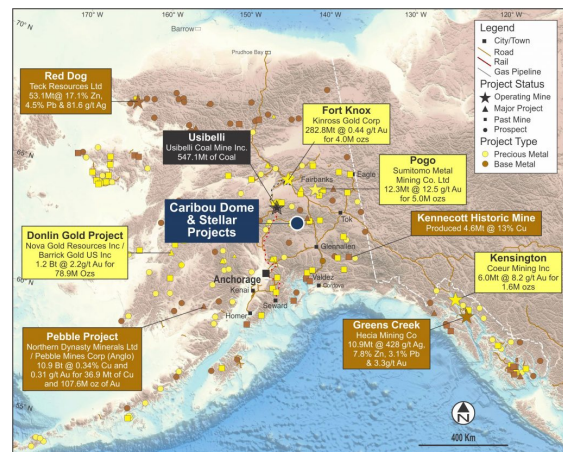 170° W
160° W
150° W
140° W
130° W
120° W
70° N
Barrow
Prudhoe Bay
Legend
City/Town
Road
Rail
Gas Pipeline
Project Status
Operating Mine
Major Project
Past Mine
Prospect
Project Type
Precious Metal
Base Metal
Red Dog
Teck Resources Ltd
53.1Mt@ 17.1% Zn,
4.5% Pb & 81.6 g/t Ag
Fort Knox
Kinross Gold Corp
282.8Mt @ 0.44 g/t Au
for 4.0M ozs
Usibelli
Usibelli Coal Mine Inc.
547.1Mt of Coal
65° N
Fairbanks
Eagle
Pogo
Sumitomo Metal
Mining Co. Ltd
12.3Mt @ 12.5 g/t Au
for 5.0M ozs
Caribou Dome
& Stellar
Projects
Tok
Kennecott Historic Mine
Produced 4.6Mt @ 13% Cu
Donlin Gold Project
Nova Gold Resources Inc /
Barrick Gold US Inc
1.2 Bt @ 2.2g/t Au for
78.9M Ozs
Glennallen
Kensington
Coeur Mining Inc
6.0Mt @ 8.2 g/t Au for
1.6M ozs
60° N
Anchorage
Valdez
Kenai
Cordova
Seward
Homer
Pebble Project
Northern Dynasty Minerals Ltd
/ Pebble Mines Corp (Anglo)
10.9 Bt @ 0.34% Cu and
0.31 g/t Au for 36.9 Mt of Cu
and 107.6M oz of Au
Greens Creek
Hecia Mining Co
10.9Mt @ 428 g/t Ag,
7.8% Zn, 3.1% Pb
& 3.3g/t Au
55° N
N
400 Km